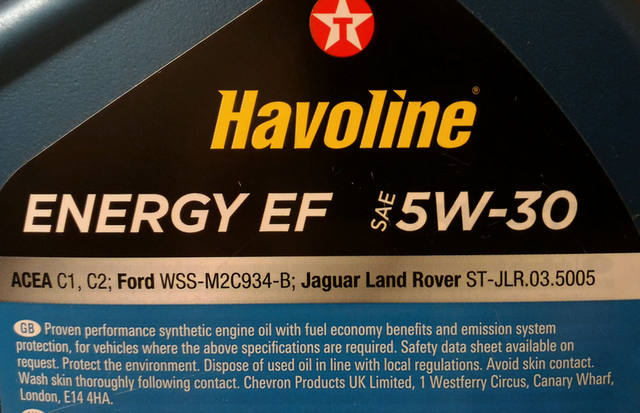 T
Havoline®
ENERGY EF SAE 5W-30
ACEA C1, C2; Ford WSS-M2C934-B; Jaguar Land Rover ST-JLR.03.5005
GB Proven performance synthetic engine oil with fuel economy benefits and emission system
protection, for vehicles where the above specifications are required. Safety data sheet available on
request. Protect the environment. Dispose of used oil in line with local regulations. Avoid skin contact.
Wash skin thoroughly following contact. Chevron Products UK Limited, 1 Westferry Circus, Canary Wharf,
London, E14 4HA.